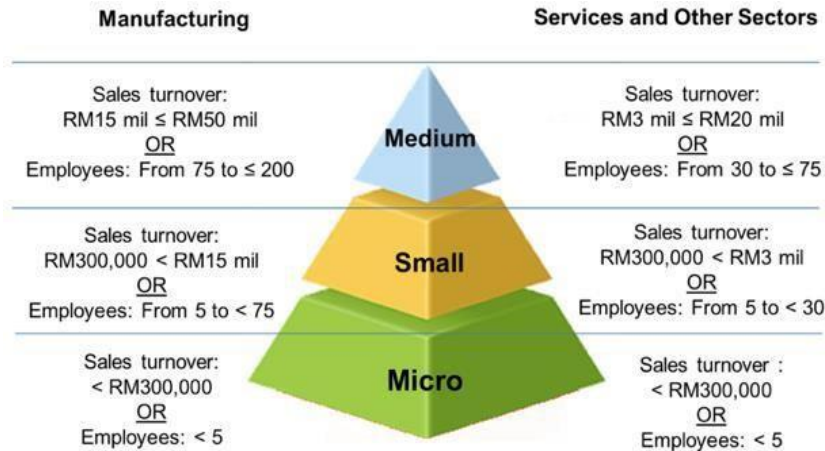 Manufacturing
Services and Other Sectors
Sales turnover:
RM15 mil ≤ RM50 mil
OR
Employees: From 75 to ≤ 200
Medium
Sales turnover:
RM3 mil ≤ RM20 mil
OR
Employees: From 30 to ≤ 75
Sales turnover:
RM300,000 < RM15 mil
OR
Employees: From 5 to < 75
Small
Sales turnover:
RM300,000 < RM3 mil
OR
Employees: From 5 to < 30
Sales turnover:
< RM300,000
OR
Employees: < 5
Micro
Sales turnover :
< RM300,000
OR
Employees: < 5